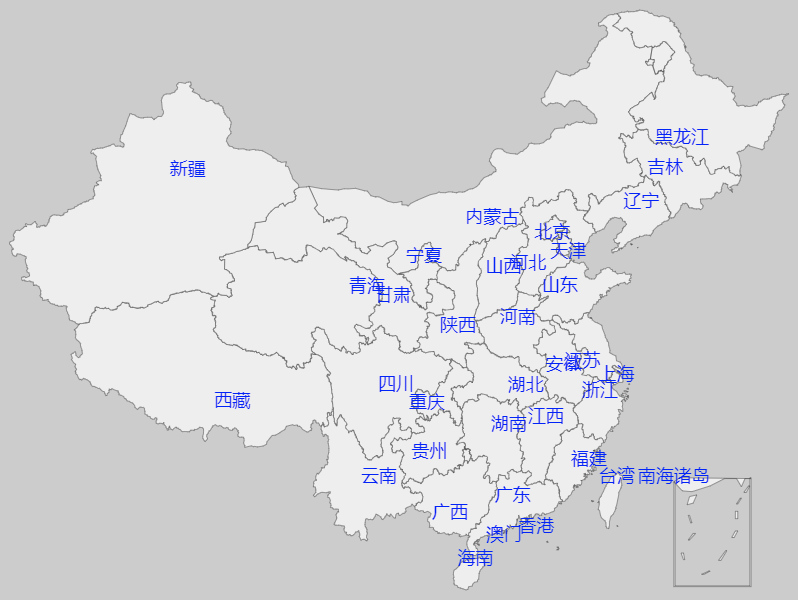 黑龙江
吉林
新疆
辽宁
内蒙古
北京
天津
宁夏
河北
山西
青海
山东
甘肃
河南
陕西
江苏
安徽
上海
四川
湖北
浙江
西藏
重庆
江西
湖南
贵州
福建
云南
台湾
南海诸岛
广东
广西
香港
澳门
海南